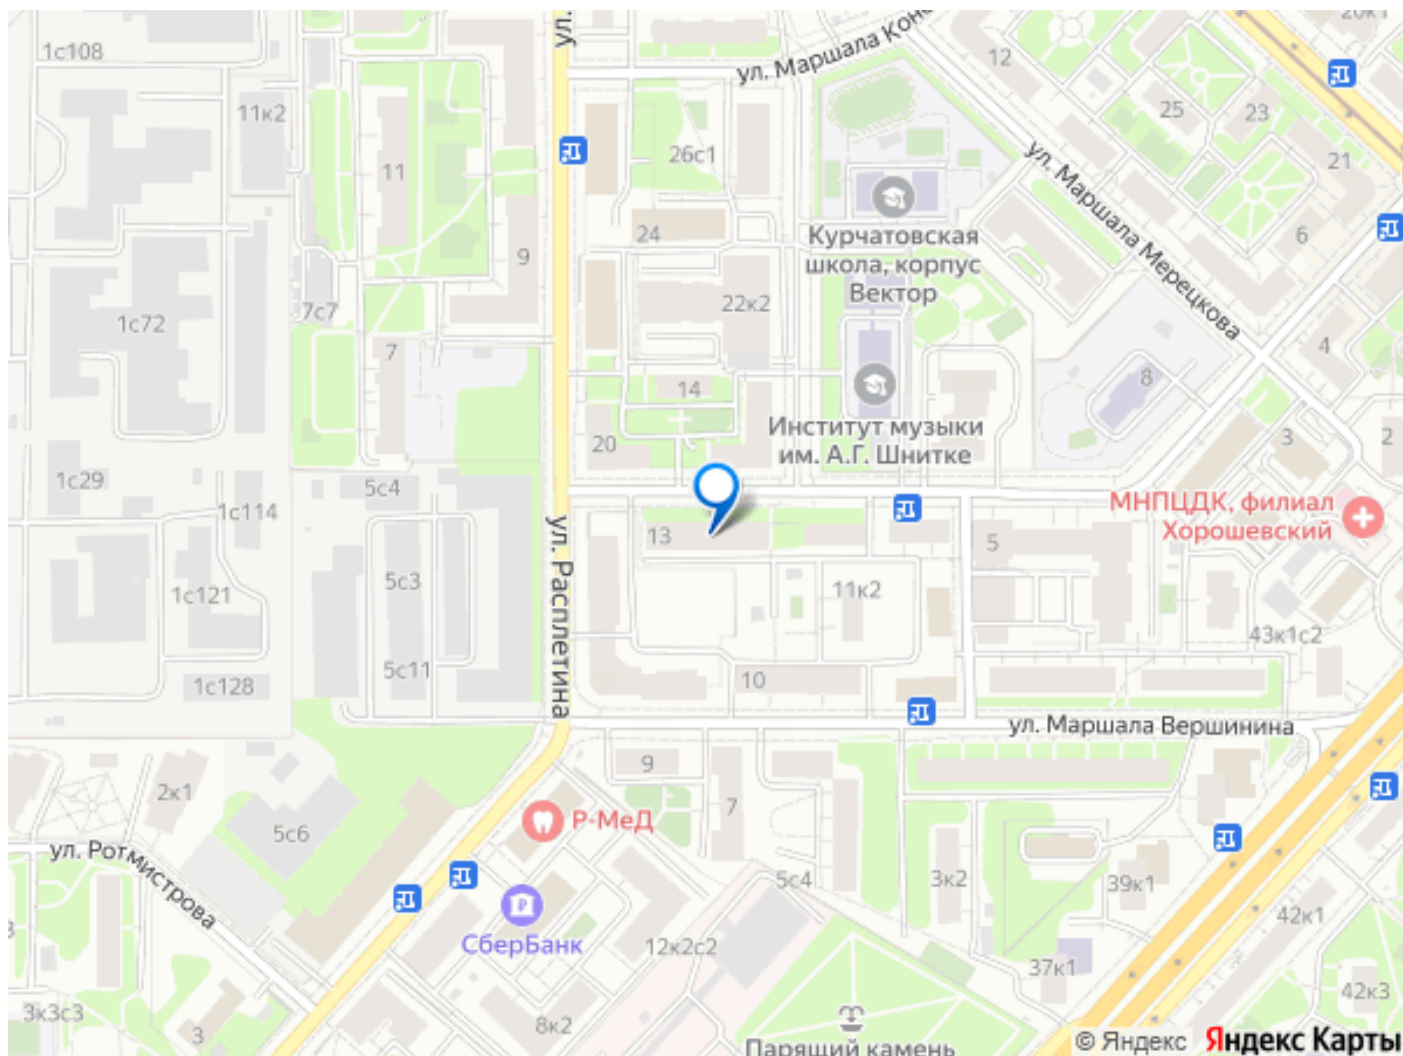 1с108
ул.
ул. Маршала Кон
12
20к1
11к2
25
23
11
26с1
21
ул. Маршала Мерецкова
24
6
9
Курчатовская
школа, корпус
Вектор
22к2
7с7
1с72
7
4
14
8
Институт музыки
им. А.Г. Шнитке
20
3
2
1с29
5с4
1с114
МНПЦДК, филиал
Хорошевский
13
5
ул. Расплетина
5с3
11к2
1с121
43к1с2
5с11
10
1с128
ул. Маршала Вершинина
9
2к1
7
Р-МеД
5с6
ул. Ротмистрова
5с4
3к2
39к1
СберБанк
42к1
12к2с2
37к1
42к3
3к3с3
3
8к2
Парящий камень
© Яндекс Яндекс Карты